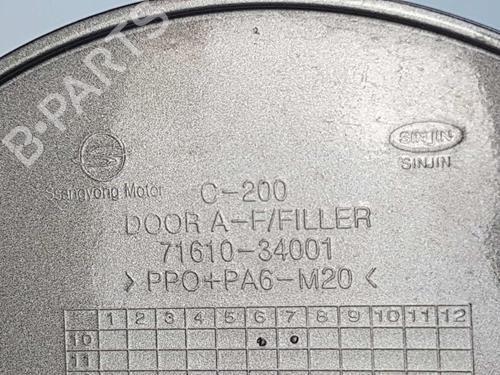 B-PARTS
SINJIN
Ssangyong Motor
C-200
SINJIN
DOOR A-F/FILLER
71610-34001
> PPO+PA6-M20 <
1 2 3 4 5 6 7 8 9 10 11 12
10
11